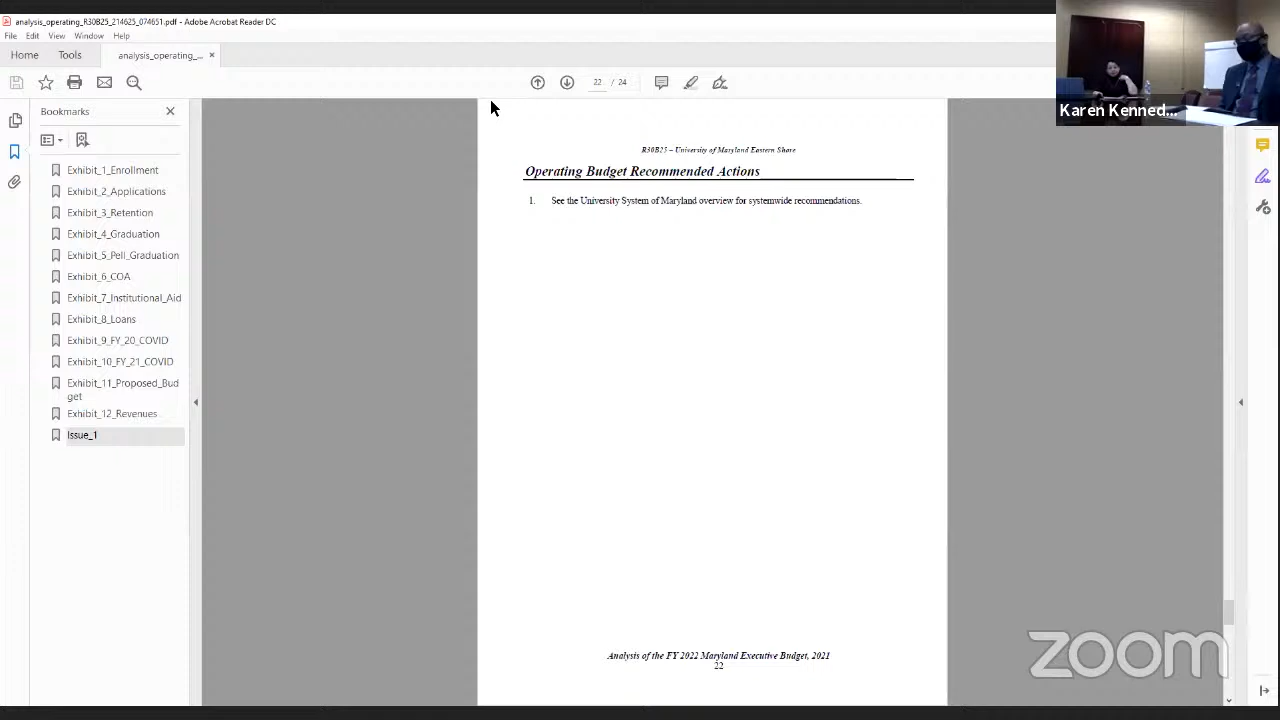 analysis_operating_R30B25_214625_074651.pdf - Adobe Acrobat Reader DC
File Edit View Window Help
Home Tools analysis_operating_... ×
22 / 24
Bookmarks
Exhibit_1_Enrollment
Exhibit_2_Applications
Exhibit_3_Retention
Exhibit_4_Graduation
Exhibit_5_Pell_Graduation
Exhibit_6_COA
Exhibit_7_Institutional_Aid
Exhibit_8_Loans
Exhibit_9_FY_20_COVID
Exhibit_10_FY_21_COVID
Exhibit_11_Proposed_Bud
get
Exhibit_12_Revenues
Issue_1
R30B25 – University of Maryland Eastern Shore
Operating Budget Recommended Actions
1. See the University System of Maryland overview for systemwide recommendations.
Analysis of the FY 2022 Maryland Executive Budget, 2021
22
Karen Kenned...
zoom